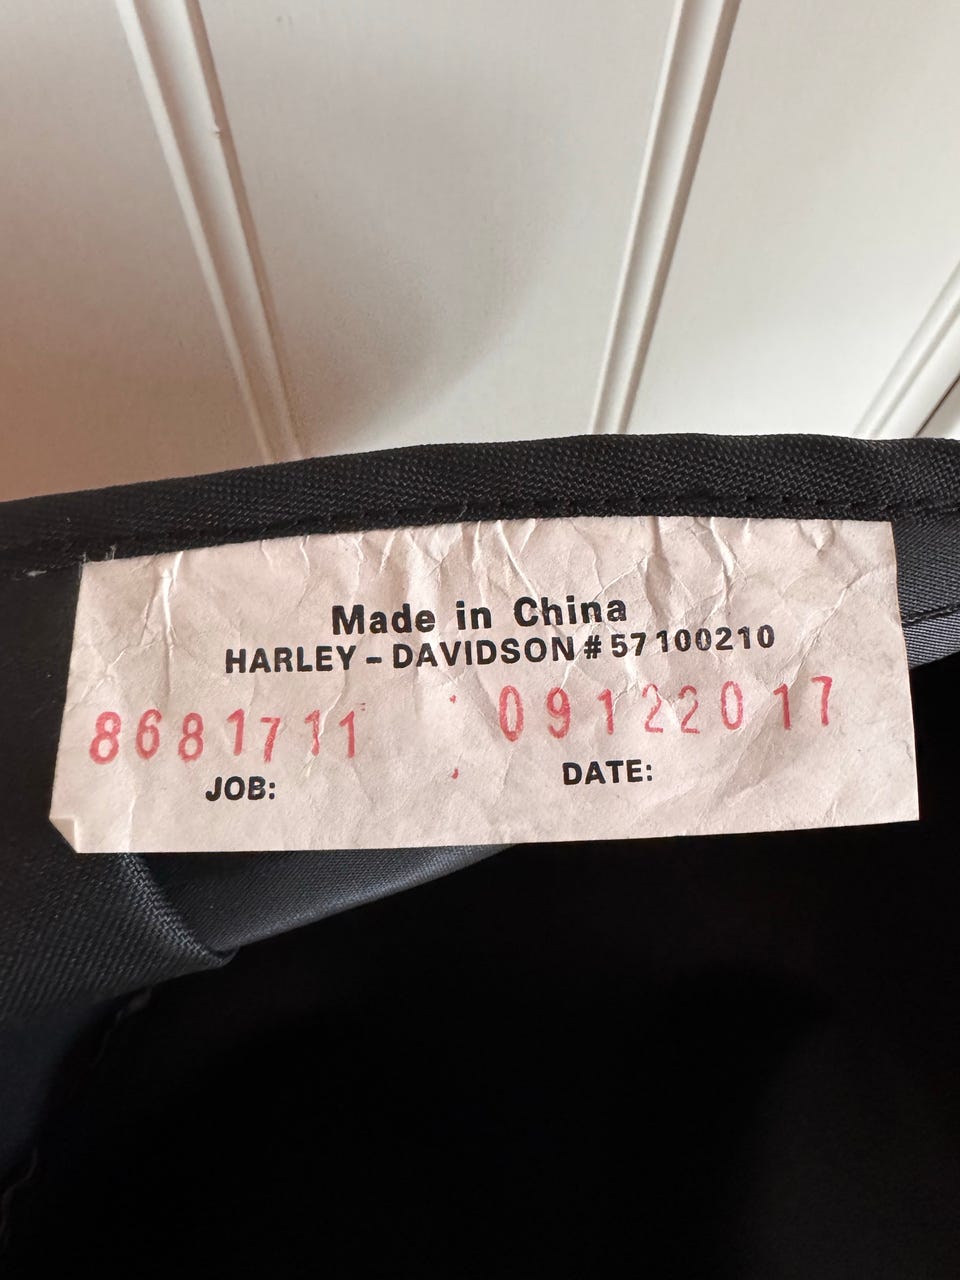 Made in China
HARLEY-DAVIDSON#57100210
8681711 : 09122017
JOB: DATE: